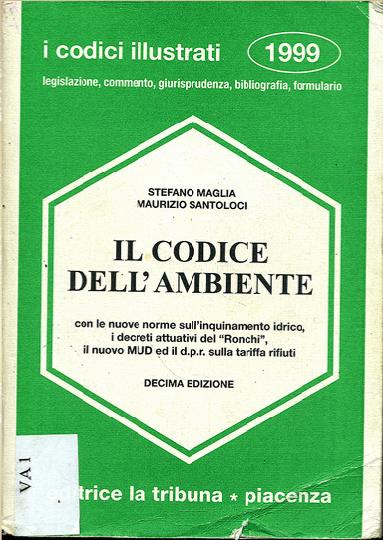 i codici illustrati 1999
legislazione, commento, giurisprudenza, bibliografia, formulario
STEFANO MAGLIA
MAURIZIO SANTOLOCI
IL CODICE
DELL'AMBIENTE
con le nuove norme sull'inquinamento idrico,
i decreti attuativi del "Ronchi",
il nuovo MUD ed il d.p.r. sulla tariffa rifiuti
DECIMA EDIZIONE
VA1
la tribuna * piacenza